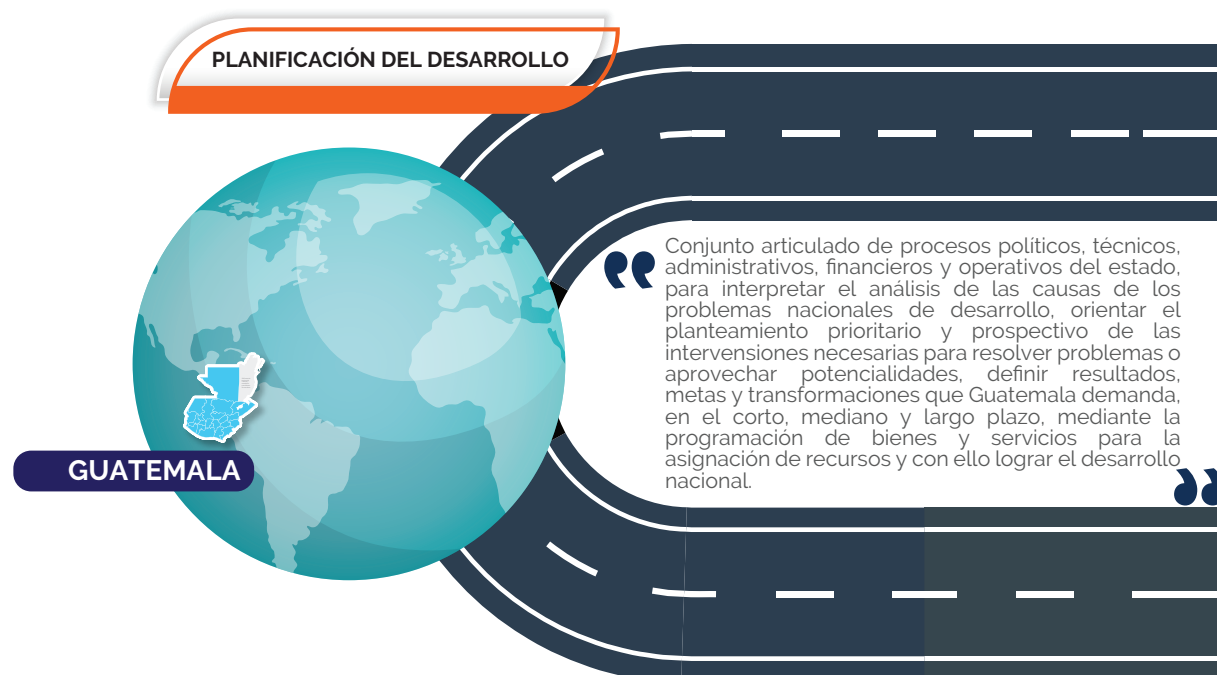 PLANIFICACIÓN DEL DESARROLLO
Conjunto articulado de procesos políticos, técnicos,
administrativos, financieros y operativos del estado,
para interpretar el análisis de las causas de los
problemas nacionales de desarrollo, orientar el
planteamiento prioritario y prospectivo de las
intervensiones necesarias para resolver problemas o
aprovechar potencialidades, definir resultados,
metas y transformaciones que Guatemala demanda,
en el corto, mediano y largo plazo, mediante la
programación de bienes y servicios para la
asignación de recursos y con ello lograr el desarrollo
nacional.
GUATEMALA